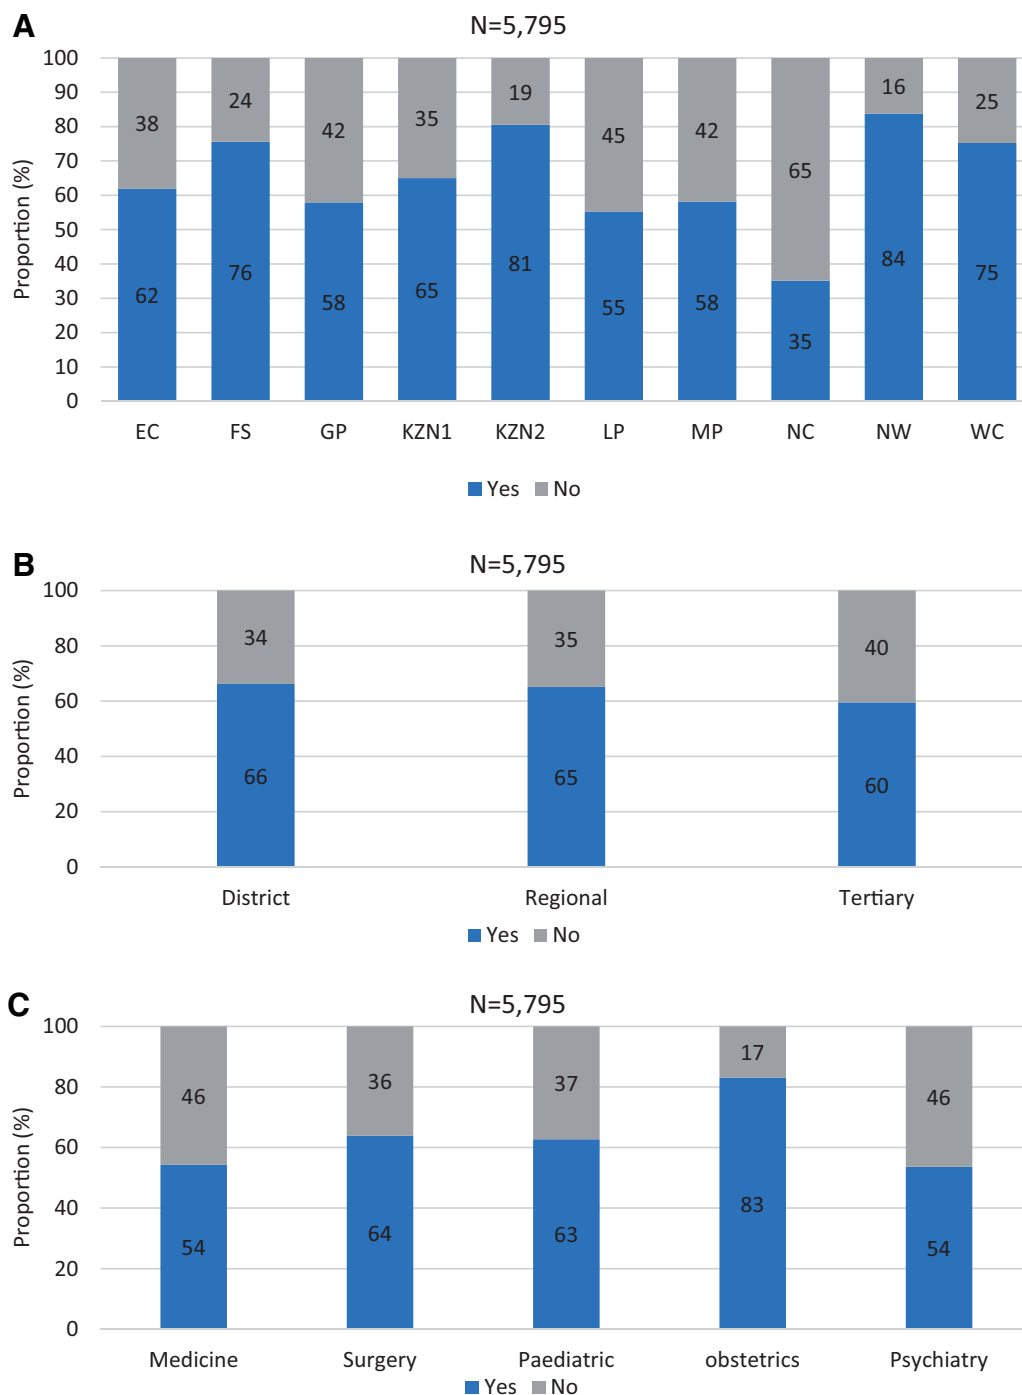 A
N=5,795
Proportion (%)
100
90
80
70
60
50
40
30
20
10
0
38 24 42 35 19 45 42 65 16 25
62 76 58 65 81 55 58 35 84 75
EC FS GP KZN1 KZN2 LP MP NC NW WC
Yes No
B
N=5,795
Proportion (%)
100
80
60
40
20
0
34 35 40
66 65 60
District Regional Tertiary
Yes No
C
N=5,795
Proportion (%)
100
80
60
40
20
0
46 36 37 17 46
54 64 63 83 54
Medicine Surgery Paediatric obstetrics Psychiatry
Yes No